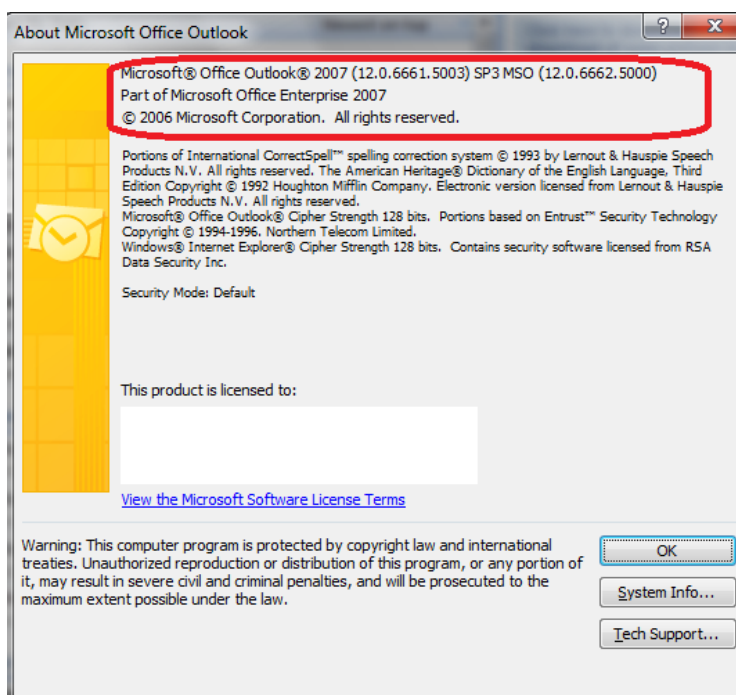 About Microsoft Office Outlook
Microsoft® Office Outlook® 2007 (12.0.6661.5003) SP3 MSO (12.0.6662.5000)
Part of Microsoft Office Enterprise 2007
© 2006 Microsoft Corporation.  All rights reserved.
Portions of International CorrectSpell™ spelling correction system © 1993 by Lernout & Hauspie Speech
Products N.V. All rights reserved. The American Heritage® Dictionary of the English Language, Third
Edition Copyright © 1992 Houghton Mifflin Company. Electronic version licensed from Lernout & Hauspie
Speech Products N.V. All rights reserved.
Microsoft® Office Outlook® Cipher Strength 128 bits.  Portions based on Entrust™ Security Technology
Copyright © 1994-1996. Northern Telecom Limited.
Windows® Internet Explorer® Cipher Strength 128 bits.  Contains security software licensed from RSA
Data Security Inc.
Security Mode: Default
This product is licensed to:
View the Microsoft Software License Terms
Warning: This computer program is protected by copyright law and international
treaties. Unauthorized reproduction or distribution of this program, or any portion of
it, may result in severe civil and criminal penalties, and will be prosecuted to the
maximum extent possible under the law.
OK
System Info...
Tech Support...